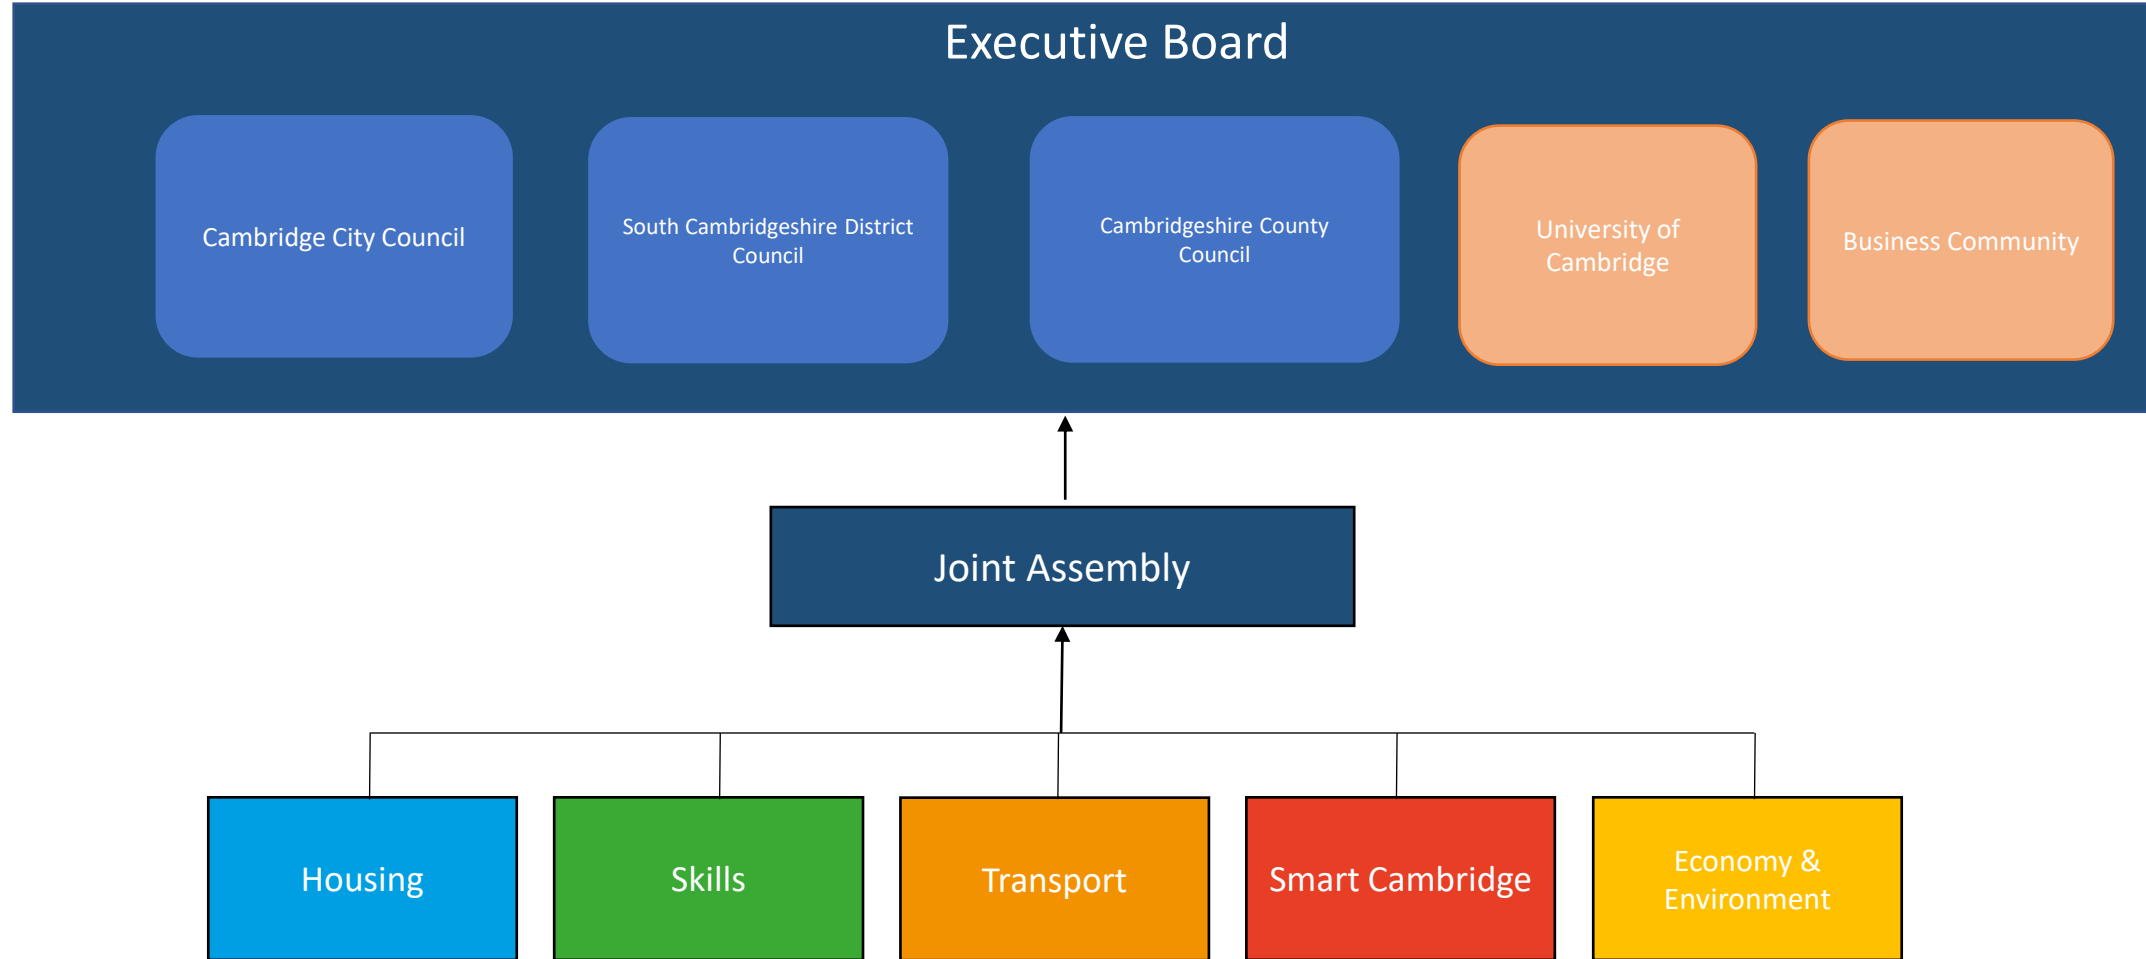 Executive Board
Cambridge City Council
South Cambridgeshire District
Council
Cambridgeshire County
Council
University of
Cambridge
Business Community
Joint Assembly
Housing
Skills
Transport
Smart Cambridge
Economy &
Environment